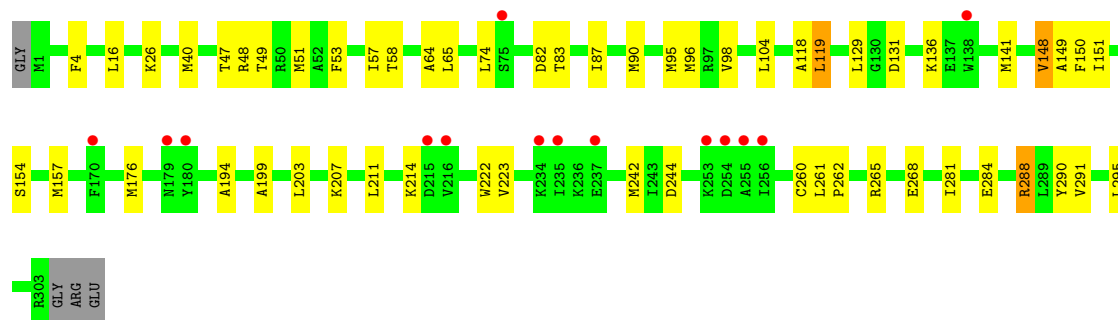 GLY M1 F4 L16 K26 M40 T47 R48 T49 R50 M51 A52 F53 I57 T58 A64 L65 L74 S75 D82 T83 I87 M90 M95 M96 R97 V98 L104 A118 L119 L129 G130 D131 K136 E137 W138 M141 V148 A149 F150 I151
S154 M157 F170 M176 N179 Y180 A194 A199 L203 K207 L211 K214 D215 V216 W222 V223 K234 I235 K236 E237 M242 I243 D244 K253 D254 A255 I256 C260 L261 P262 R265 E268 I281 E284 R288 L289 Y290 V291
R303 GLY ARG GLU